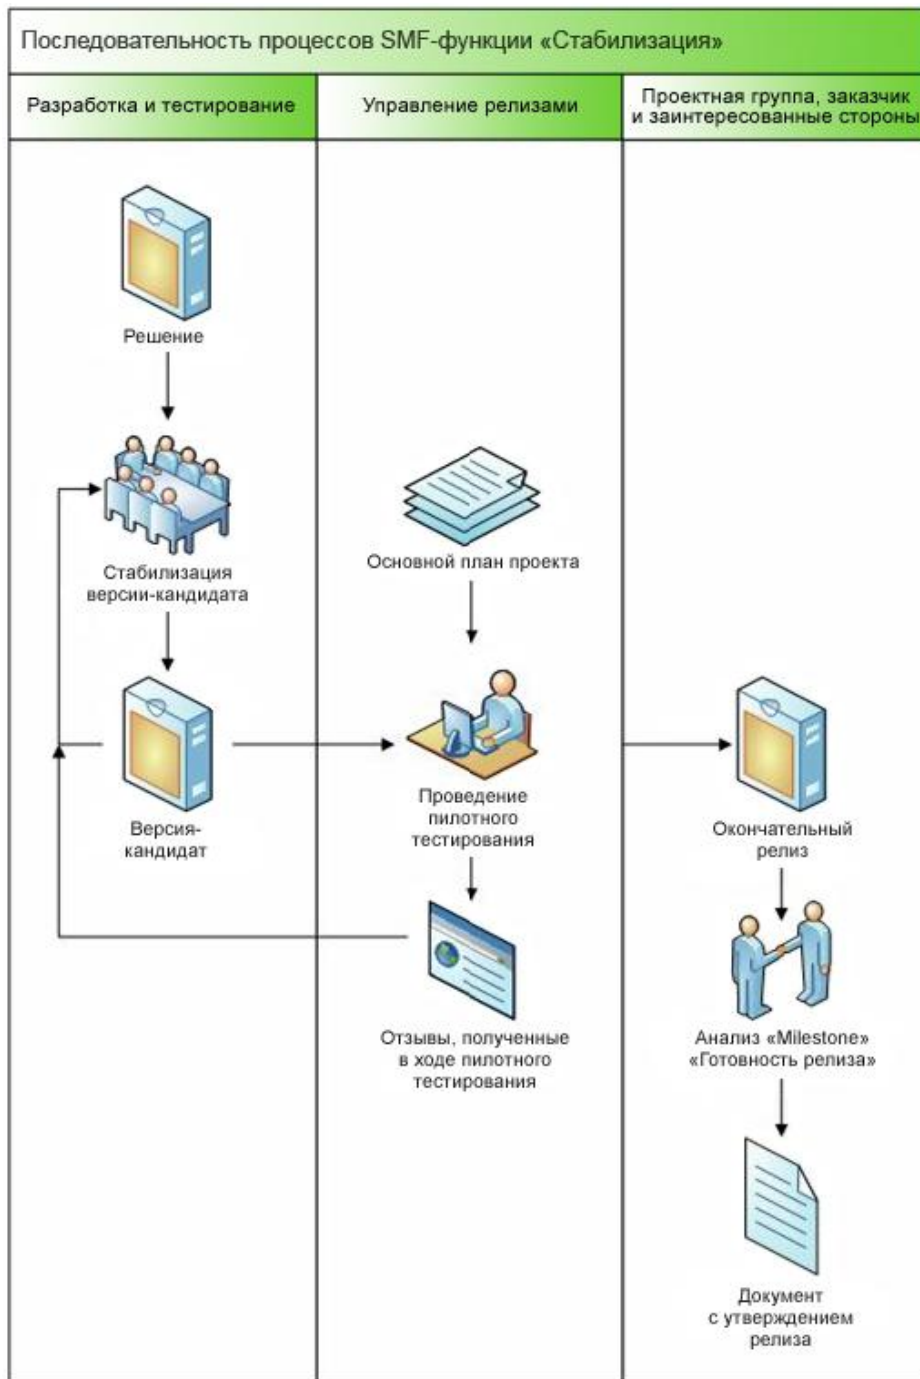 Последовательность процессов SMF-функции «Стабилизация»
Разработка и тестирование
Управление релизами
Проектная группа, заказчик
и заинтересованные стороны
Решение
Стабилизация
версии-кандидата
Версия-
кандидат
Основной план проекта
Проведение
пилотного
тестирования
Отзывы, полученные
в ходе пилотного
тестирования
Окончательный
релиз
Анализ «Milestone»
«Готовность релиза»
Документ
с утверждением
релиза